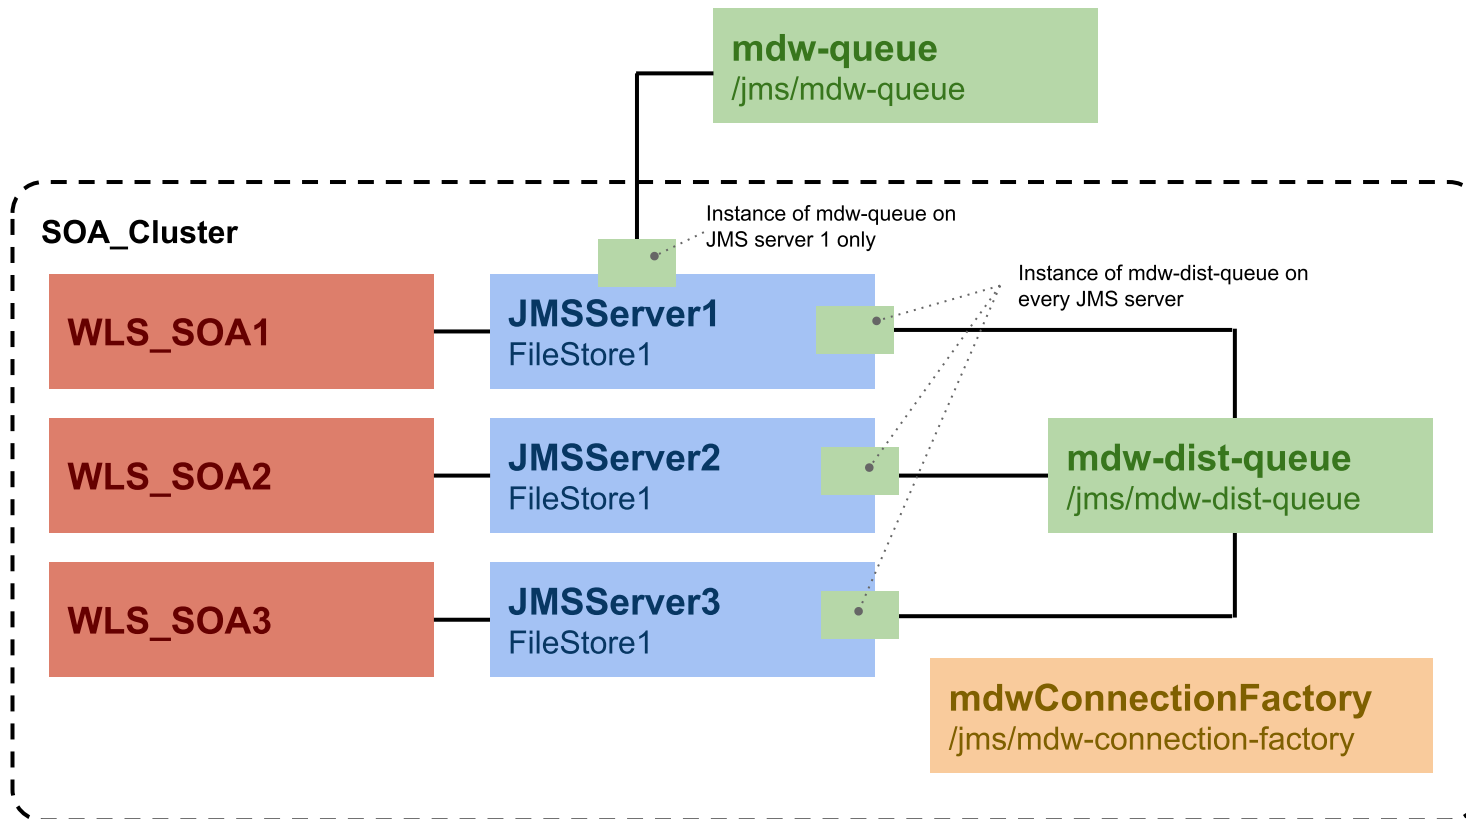 mdw-queue
/jms/mdw-queue
SOA_Cluster
Instance of mdw-queue on
JMS server 1 only
Instance of mdw-dist-queue on
every JMS server
WLS_SOA1
JMSServer1
FileStore1
WLS_SOA2
JMSServer2
FileStore1
mdw-dist-queue
/jms/mdw-dist-queue
WLS_SOA3
JMSServer3
FileStore1
mdwConnectionFactory
/jms/mdw-connection-factory